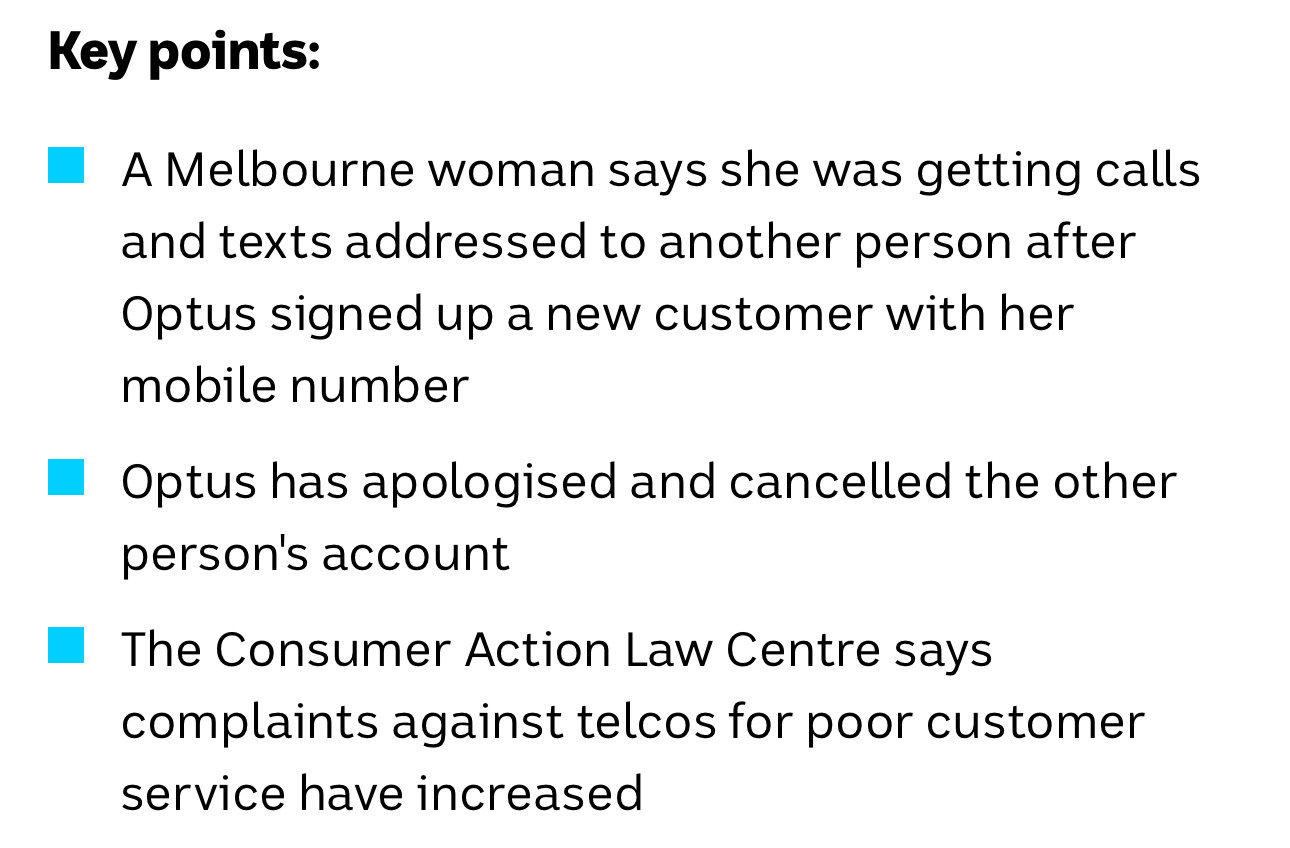 Key points:
A Melbourne woman says she was getting calls
and texts addressed to another person after
Optus signed up a new customer with her
mobile number
Optus has apologised and cancelled the other
person's account
The Consumer Action Law Centre says
complaints against telcos for poor customer
service have increased